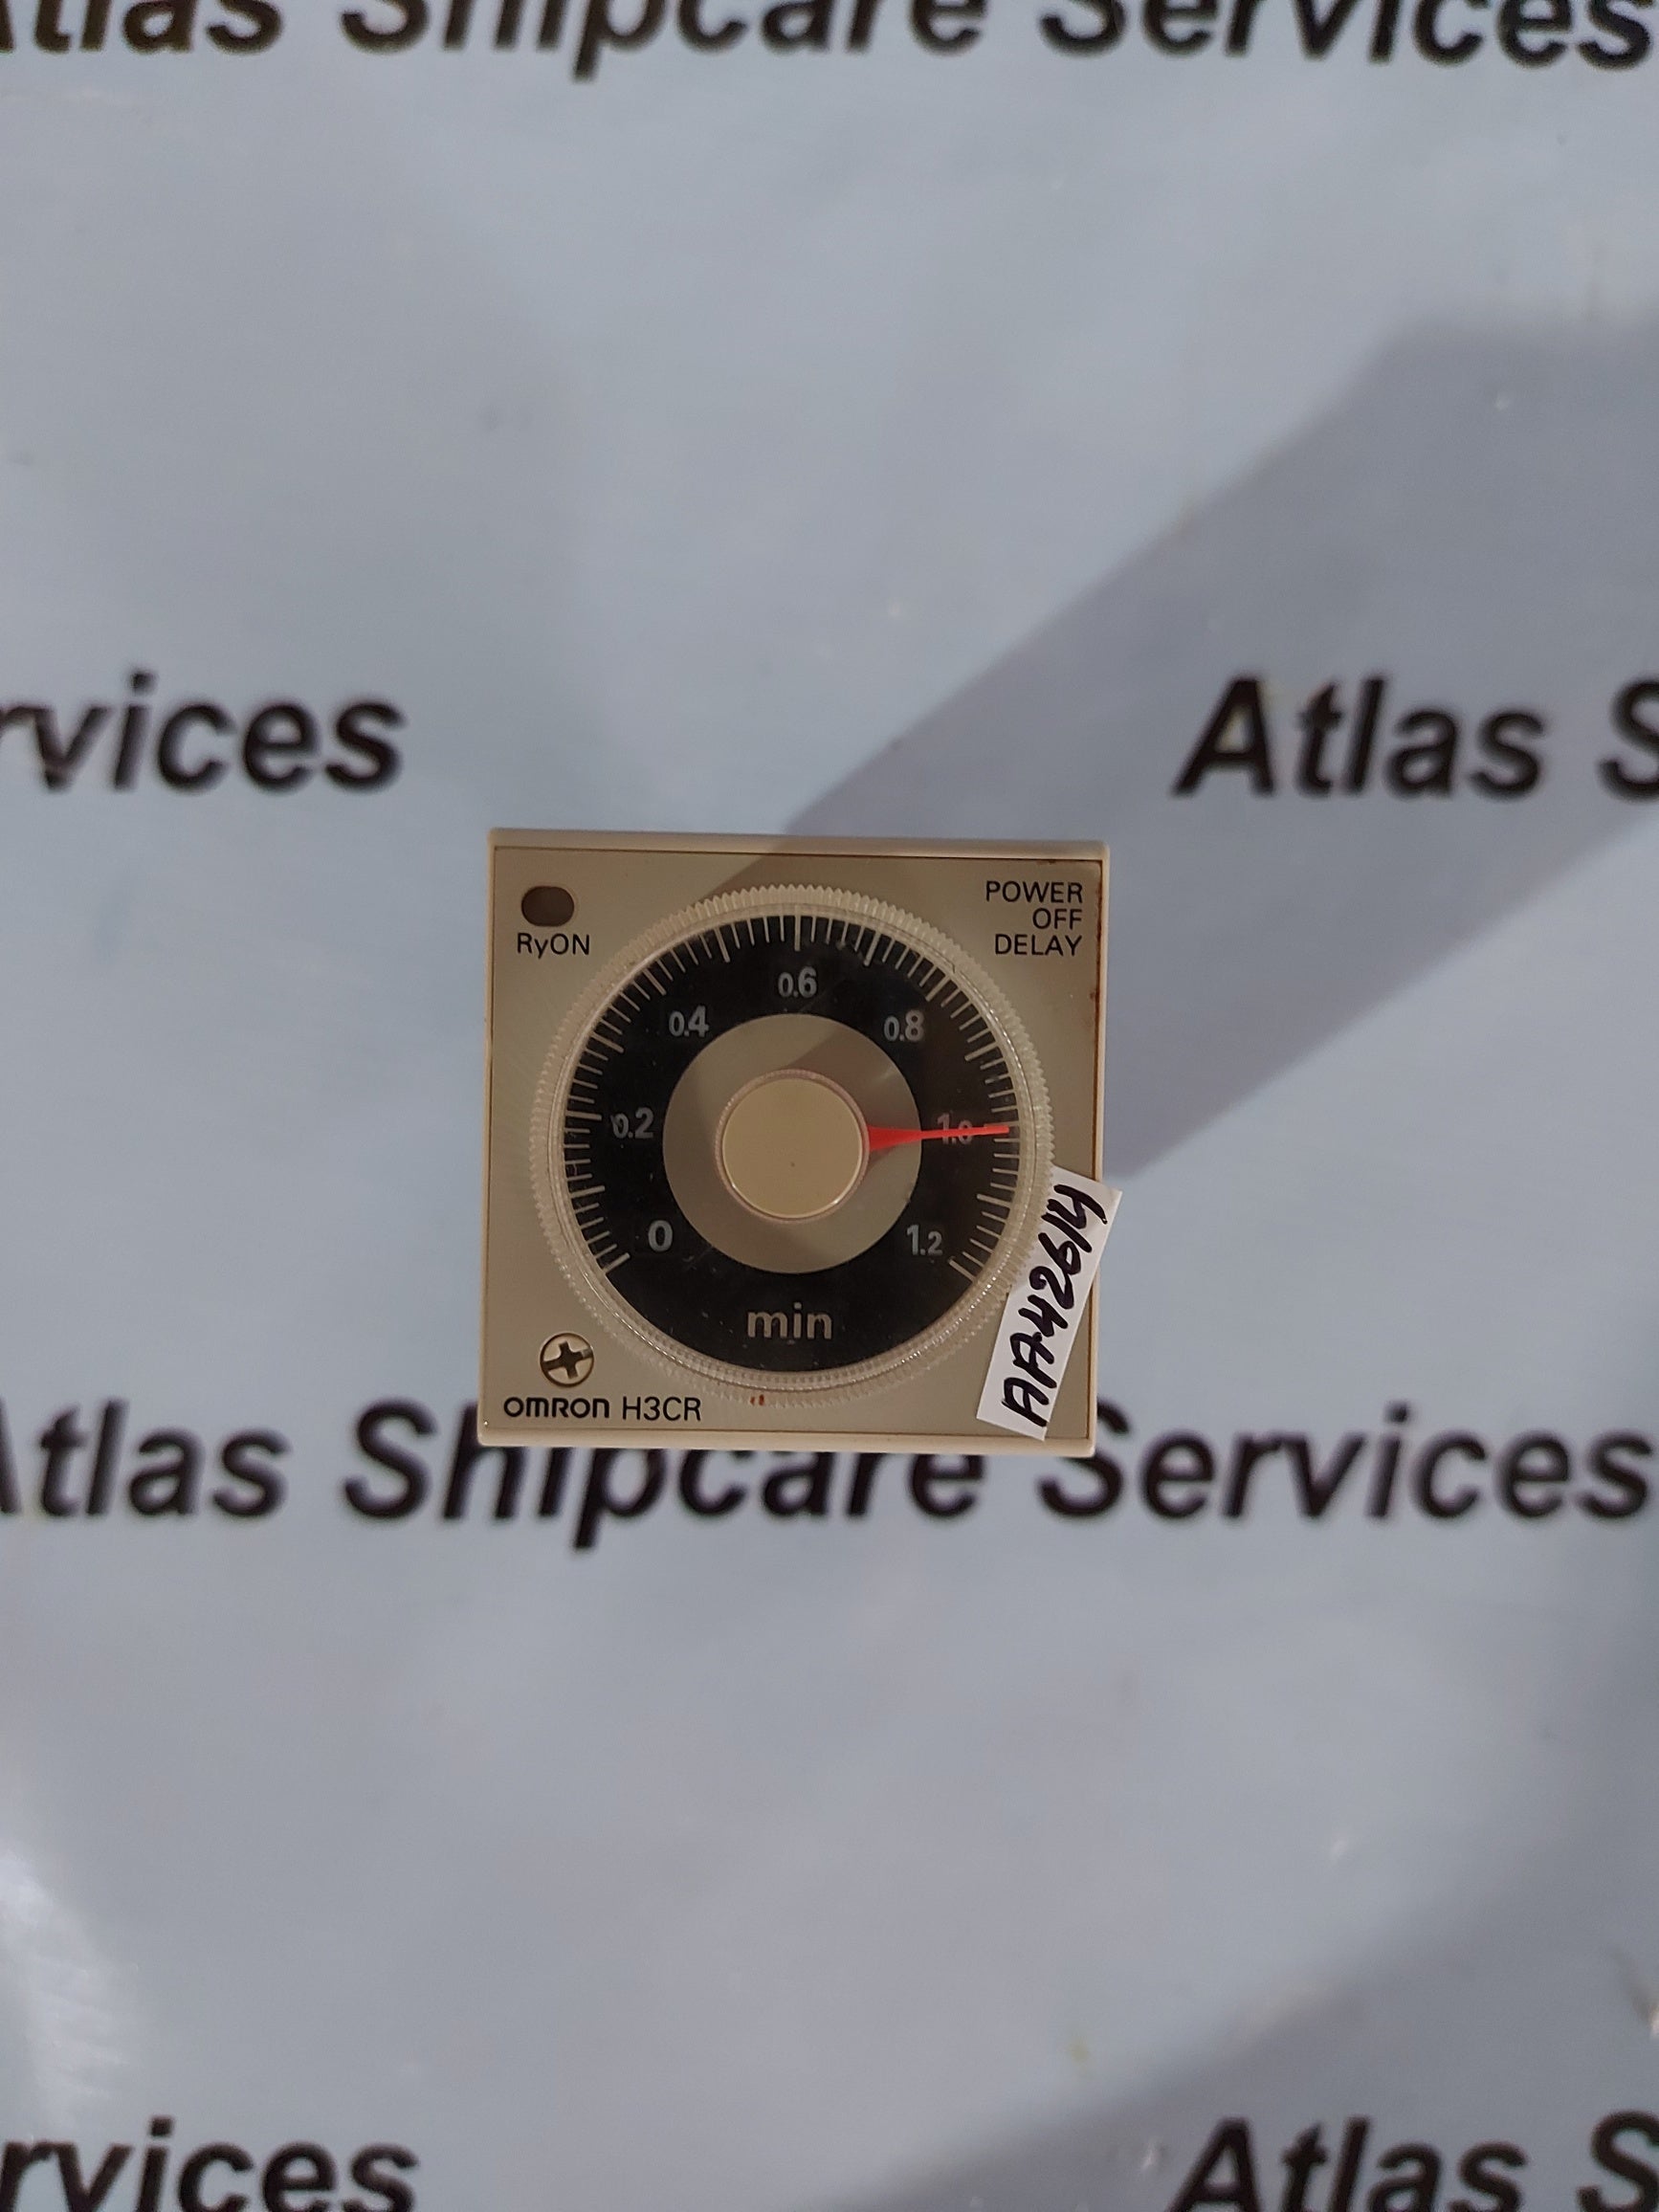 tlas Shipcare Services
rvices
Atlas S
RyON
POWER
OFF
DELAY
0.6
0.4
0.8
0.2
1.0
0
1.2
min
AA42614
OMRON H3CR
Atlas Shipcare Services
rvices
Atlas S